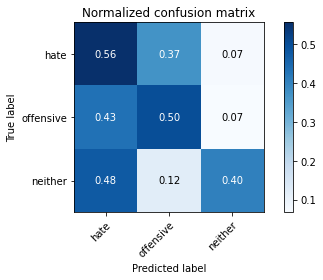 Normalized confusion matrix
hate 0.56 0.37 0.07
offensive 0.43 0.50 0.07
neither 0.48 0.12 0.40
hate offensive neither
True label
Predicted label
0.5
0.4
0.3
0.2
0.1